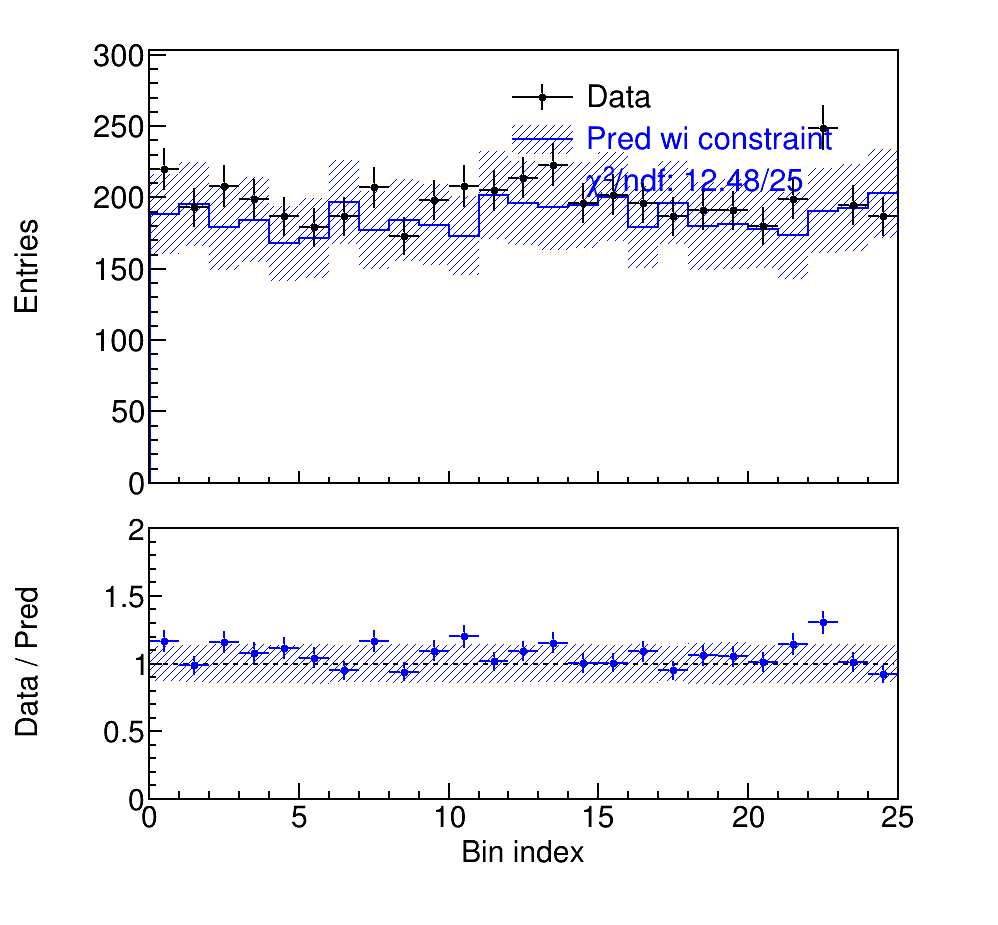 300
250
200
150
100
50
0
Entries
Data
Pred wi constraint
χ²/ndf: 12.48/25
2
1.5
1
0.5
0
Data / Pred
0 5 10 15 20 25
Bin index